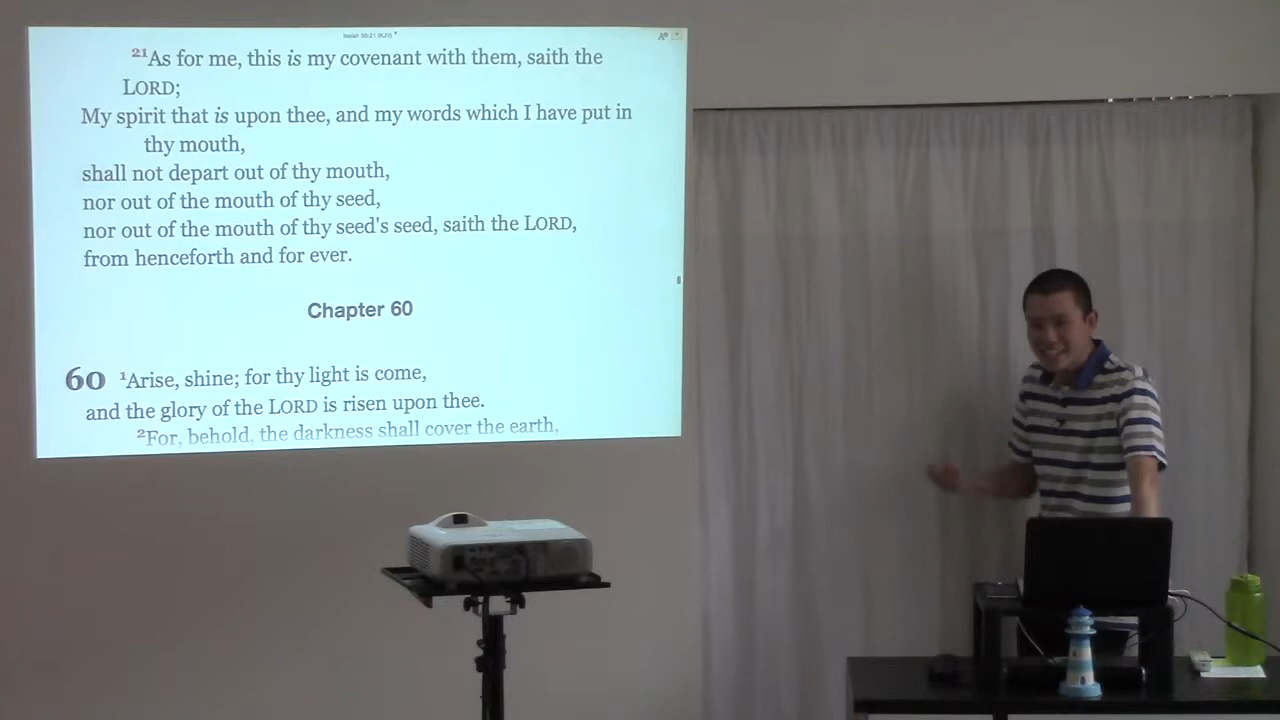 Isaiah 59:21 (KJV)
21As for me, this is my covenant with them, saith the
LORD;
My spirit that is upon thee, and my words which I have put in
thy mouth,
shall not depart out of thy mouth,
nor out of the mouth of thy seed,
nor out of the mouth of thy seed's seed, saith the LORD,
from henceforth and for ever.
Chapter 60
60 1Arise, shine; for thy light is come,
and the glory of the LORD is risen upon thee.
2For, behold, the darkness shall cover the earth,